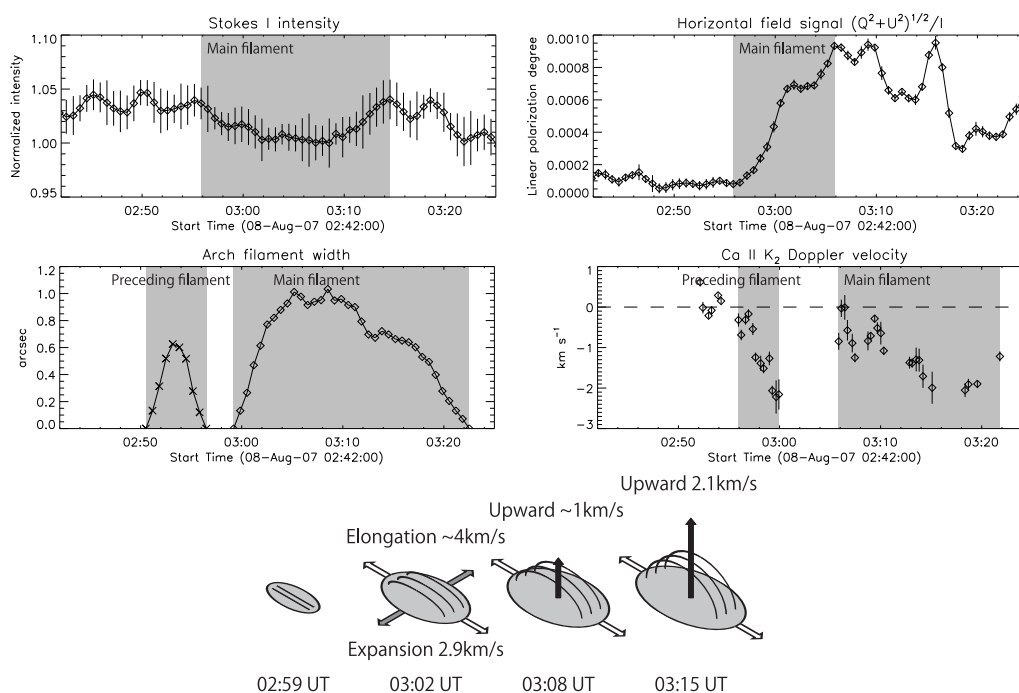 Stokes I intensity
1.10
1.05
1.00
0.95
Normalized intensity
Main filament
02:50 03:00 03:10 03:20
Start Time (08-Aug-07 02:42:00)
Horizontal field signal (Q²+U²)¹/²/I
0.0010
0.0008
0.0006
0.0004
0.0002
0.0000
Linear polarization degree
Main filament
02:50 03:00 03:10 03:20
Start Time (08-Aug-07 02:42:00)
Arch filament width
1.2
1.0
0.8
0.6
0.4
0.2
0.0
arcsec
Preceding filament Main filament
02:50 03:00 03:10 03:20
Start Time (08-Aug-07 02:42:00)
Ca II K₂ Doppler velocity
1
0
-1
-2
-3
km s⁻¹
Preceding filament Main filament
02:50 03:00 03:10 03:20
Start Time (08-Aug-07 02:42:00)
Upward 2.1km/s
Upward ~1km/s
Elongation ~4km/s
Expansion 2.9km/s
02:59 UT 03:02 UT 03:08 UT 03:15 UT